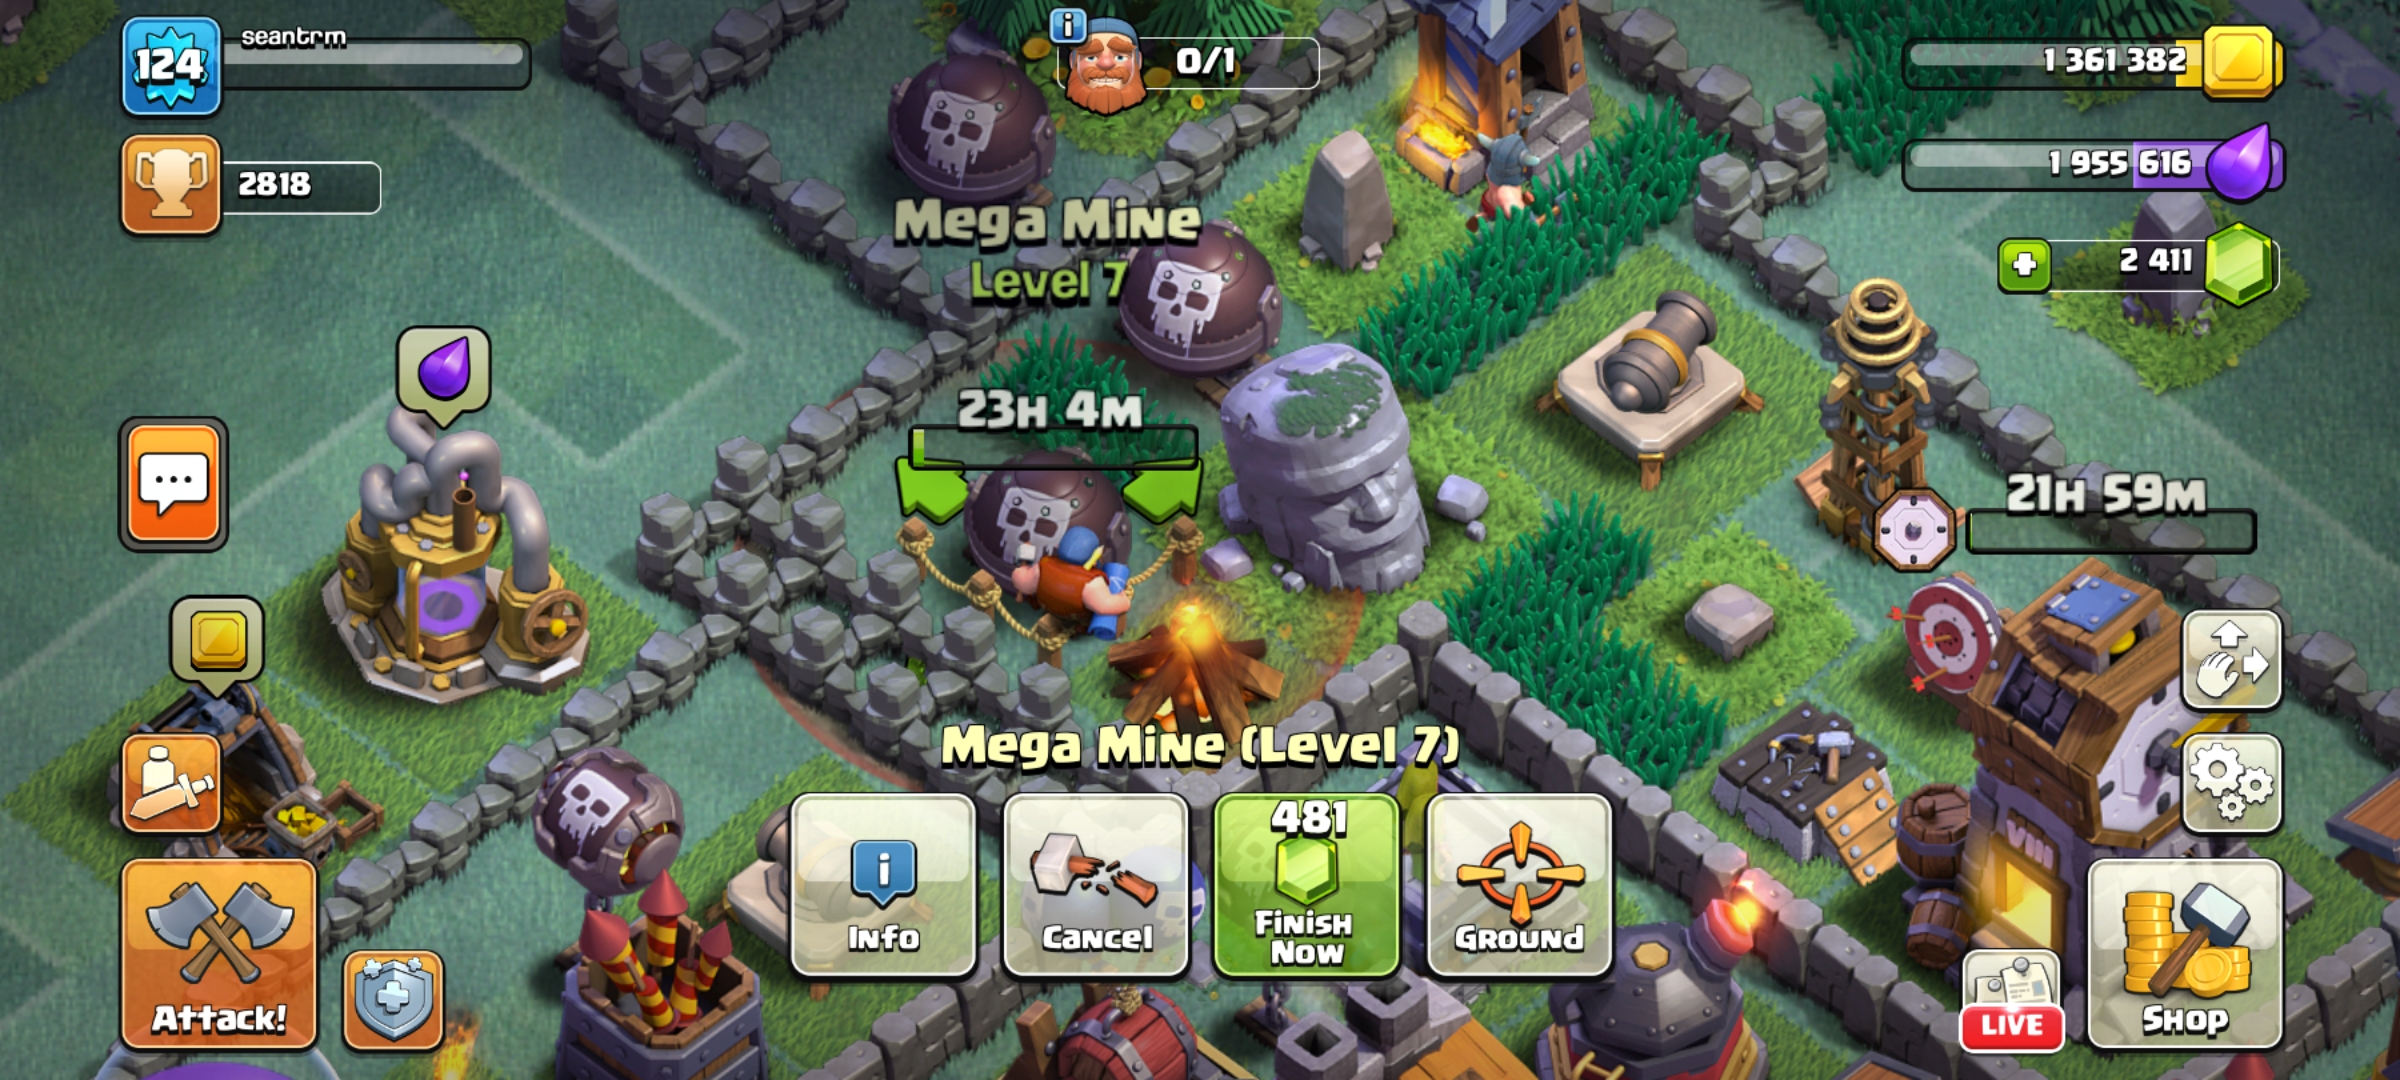 124
seantrm
0/1
1 361 382
2818
1 955 616
2 411
Mega Mine
Level 7
23H 4M
21H 59M
Mega Mine (Level 7)
VIII
481
Info
Cancel
Finish
Now
Ground
Attack!
LIVE
Shop